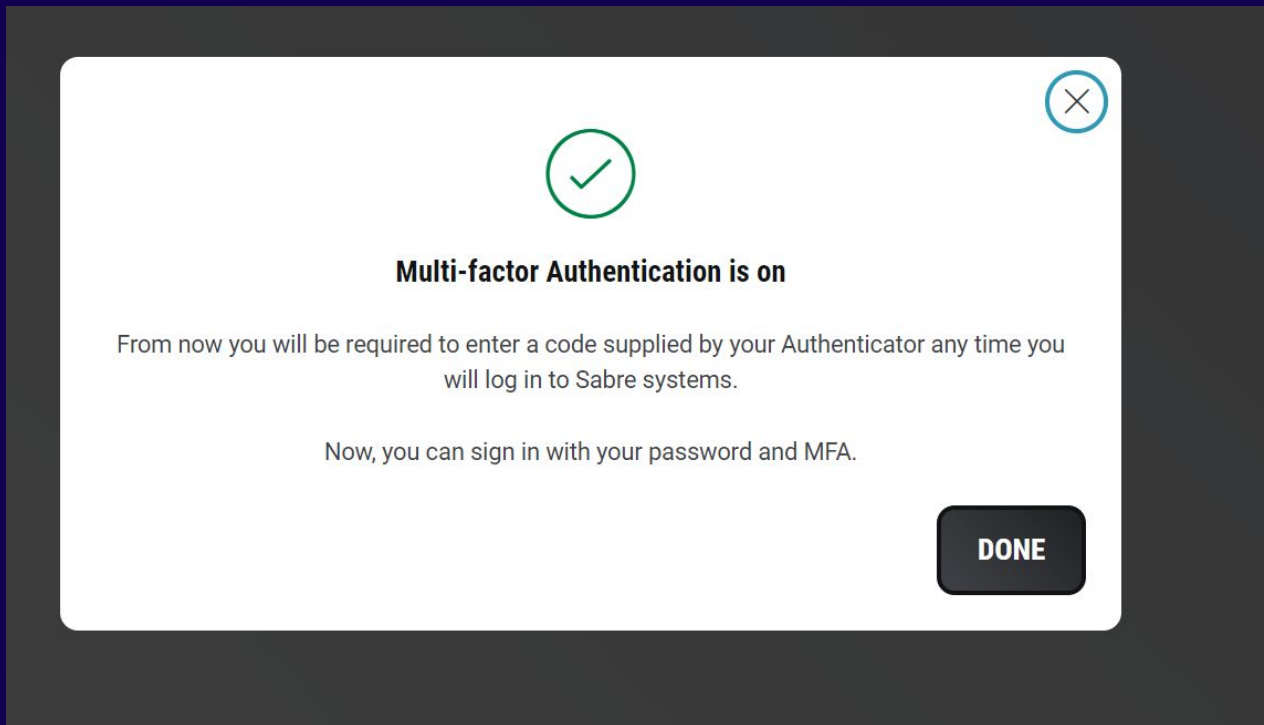 Multi-factor Authentication is on
From now you will be required to enter a code supplied by your Authenticator any time you
will log in to Sabre systems.
Now, you can sign in with your password and MFA.
DONE